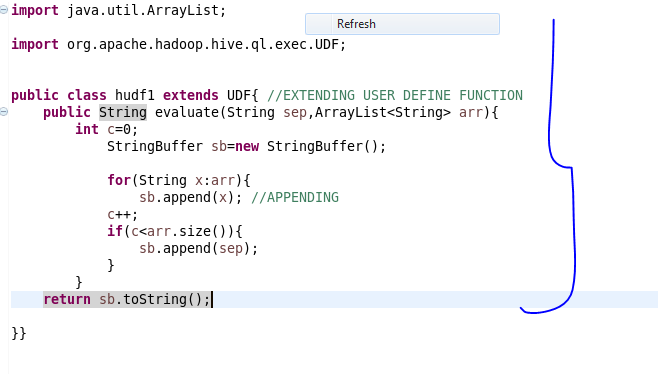 import java.util.ArrayList;
Refresh
import org.apache.hadoop.hive.ql.exec.UDF;
public class hudf1 extends UDF{ //EXTENDING USER DEFINE FUNCTION
public String evaluate(String sep,ArrayList<String> arr){
int c=0;
StringBuffer sb=new StringBuffer();
for(String x:arr){
sb.append(x); //APPENDING
c++;
if(c<arr.size()){
sb.append(sep);
}
}
return sb.toString();
}}